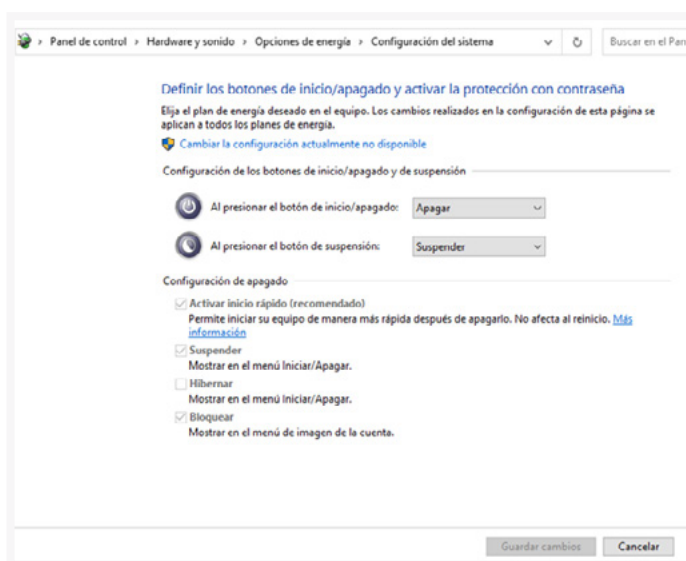 Panel de control > Hardware y sonido > Opciones de energía > Configuración del sistema
Buscar en el Pan
Definir los botones de inicio/apagado y activar la protección con contraseña
Elija el plan de energía deseado en el equipo. Los cambios realizados en la configuración de esta página se
aplican a todos los planes de energía.
Cambiar la configuración actualmente no disponible
Configuración de los botones de inicio/apagado y de suspensión
Al presionar el botón de inicio/apagado: Apagar
Al presionar el botón de suspensión: Suspender
Configuración de apagado
Activar inicio rápido (recomendado)
Permite iniciar su equipo de manera más rápida después de apagarlo. No afecta al reinicio. Más
información
Suspender
Mostrar en el menú Iniciar/Apagar.
Hibernar
Mostrar en el menú Iniciar/Apagar.
Bloquear
Mostrar en el menú de imagen de la cuenta.
Guardar cambios Cancelar